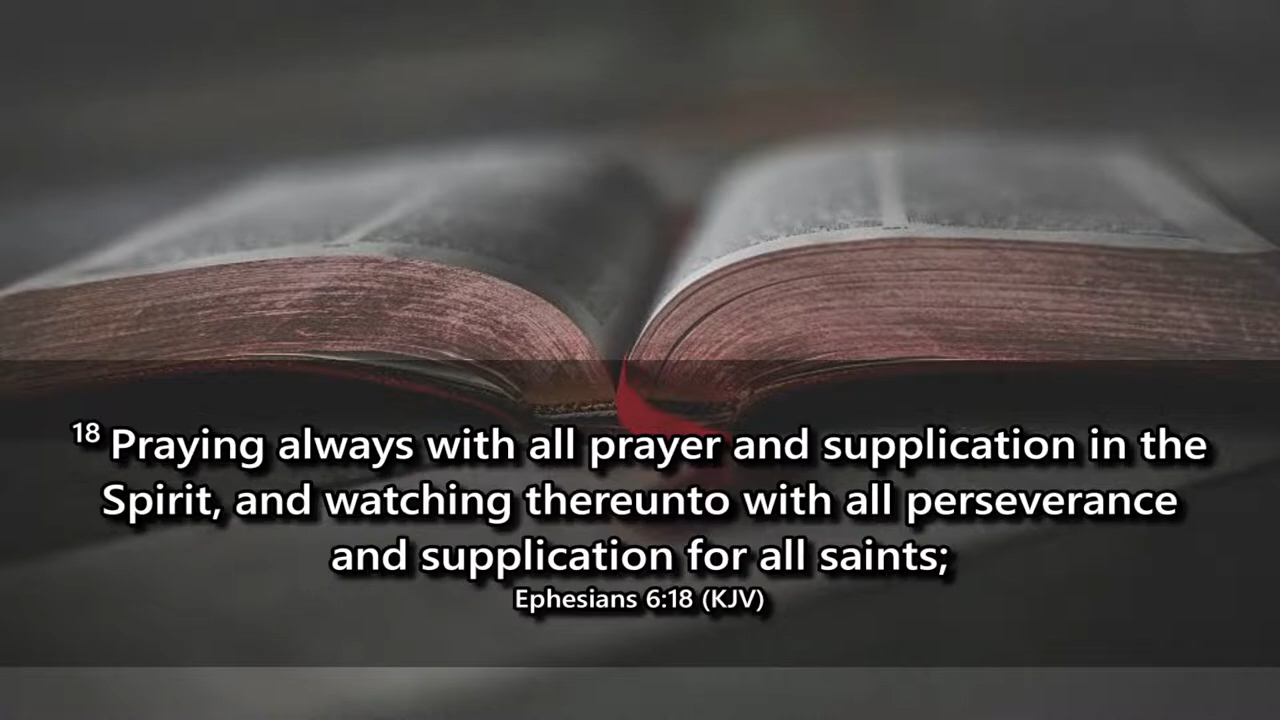 18 Praying always with all prayer and supplication in the
Spirit, and watching thereunto with all perseverance
and supplication for all saints;
Ephesians 6:18 (KJV)